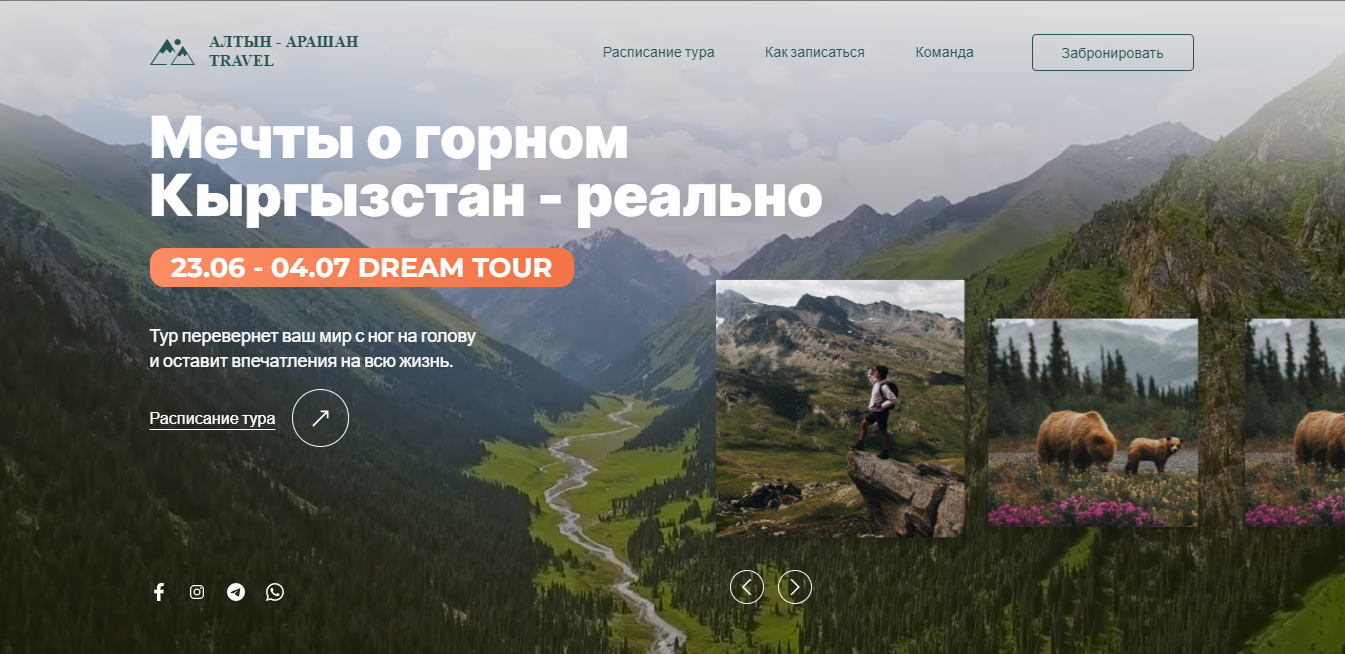 АЛТЫН - АРАШАН
TRAVEL
Расписание тура
Как записаться
Команда
Забронировать
Мечты о горном
Кыргызстан - реально
23.06 - 04.07 DREAM TOUR
Тур перевернет ваш мир с ног на голову
и оставит впечатления на всю жизнь.
Расписание тура